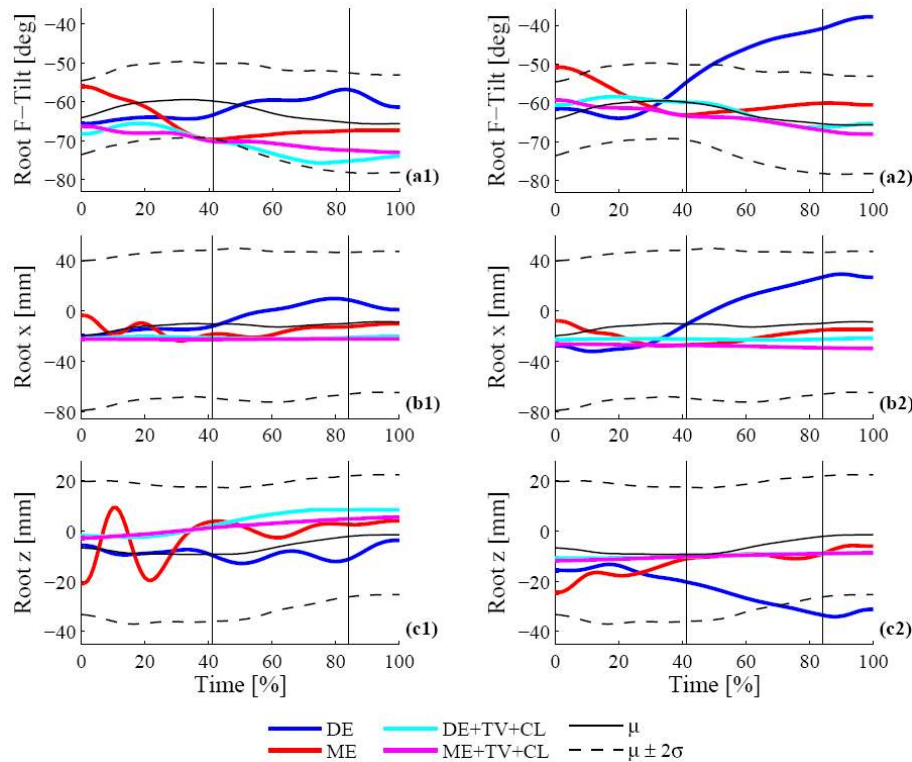 Root F−Tilt [deg]
−40
−50
−60
−70
−80
0 20 40 60 80 100
(a1)
Root F−Tilt [deg]
−40
−50
−60
−70
−80
0 20 40 60 80 100
(a2)
Root x [mm]
40
0
−40
−80
0 20 40 60 80 100
(b1)
Root x [mm]
40
0
−40
−80
0 20 40 60 80 100
(b2)
Root z [mm]
20
0
−20
−40
0 20 40 60 80 100
(c1)
Time [%]
Root z [mm]
20
0
−20
−40
0 20 40 60 80 100
(c2)
Time [%]
DE DE+TV+CL μ
ME ME+TV+CL μ ± 2σ